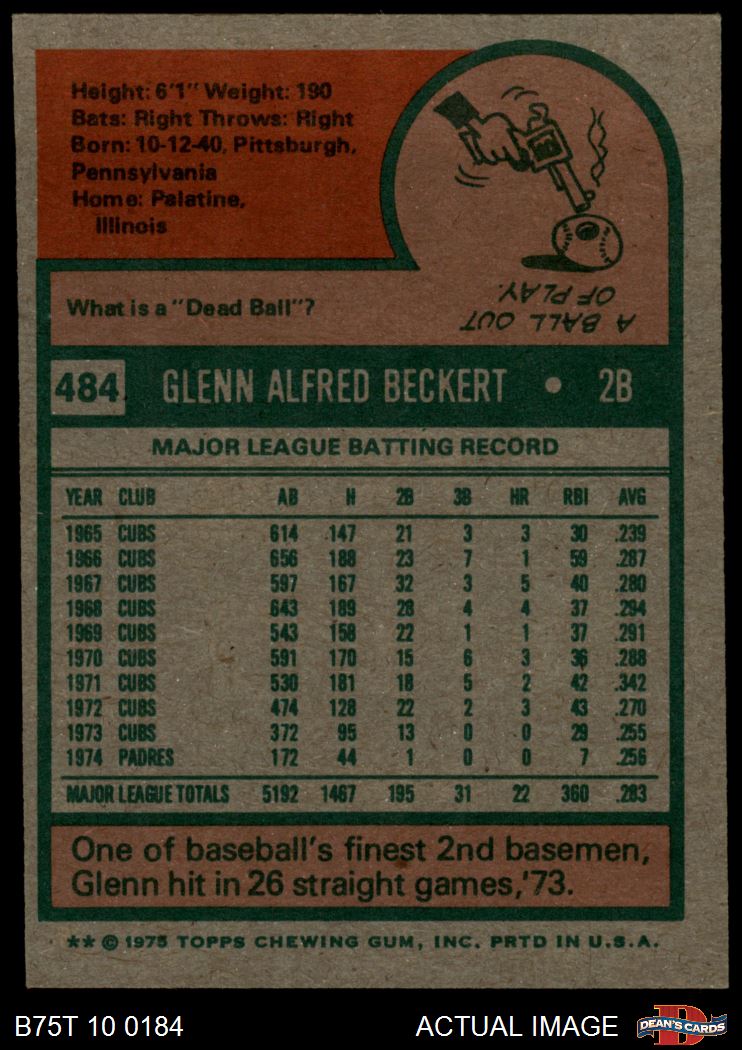 Height: 6'1" Weight: 190
Bats: Right Throws: Right
Born: 10-12-40, Pittsburgh,
Pennsylvania
Home: Palatine,
Illinois
What is a "Dead Ball"?
A BALL OUT
OF PLAY.
484 GLENN ALFRED BECKERT • 2B
MAJOR LEAGUE BATTING RECORD
YEAR CLUB AB H 2B 3B HR RBI AVG
1965 CUBS 614 147 21 3 3 30 .239
1966 CUBS 656 188 23 7 1 59 .287
1967 CUBS 597 167 32 3 5 40 .280
1968 CUBS 643 189 28 4 4 37 .294
1969 CUBS 543 158 22 1 1 37 .291
1970 CUBS 591 170 15 6 3 36 .288
1971 CUBS 530 181 18 5 2 42 .342
1972 CUBS 474 128 22 2 3 43 .270
1973 CUBS 372 95 13 0 0 29 .255
1974 PADRES 172 44 1 0 0 7 .256
MAJOR LEAGUE TOTALS 5192 1467 195 31 22 360 .283
One of baseball's finest 2nd basemen,
Glenn hit in 26 straight games,'73.
** © 1975 TOPPS CHEWING GUM, INC. PRTD IN U.S.A.
B75T 10 0184 ACTUAL IMAGE DEAN'S CARDS